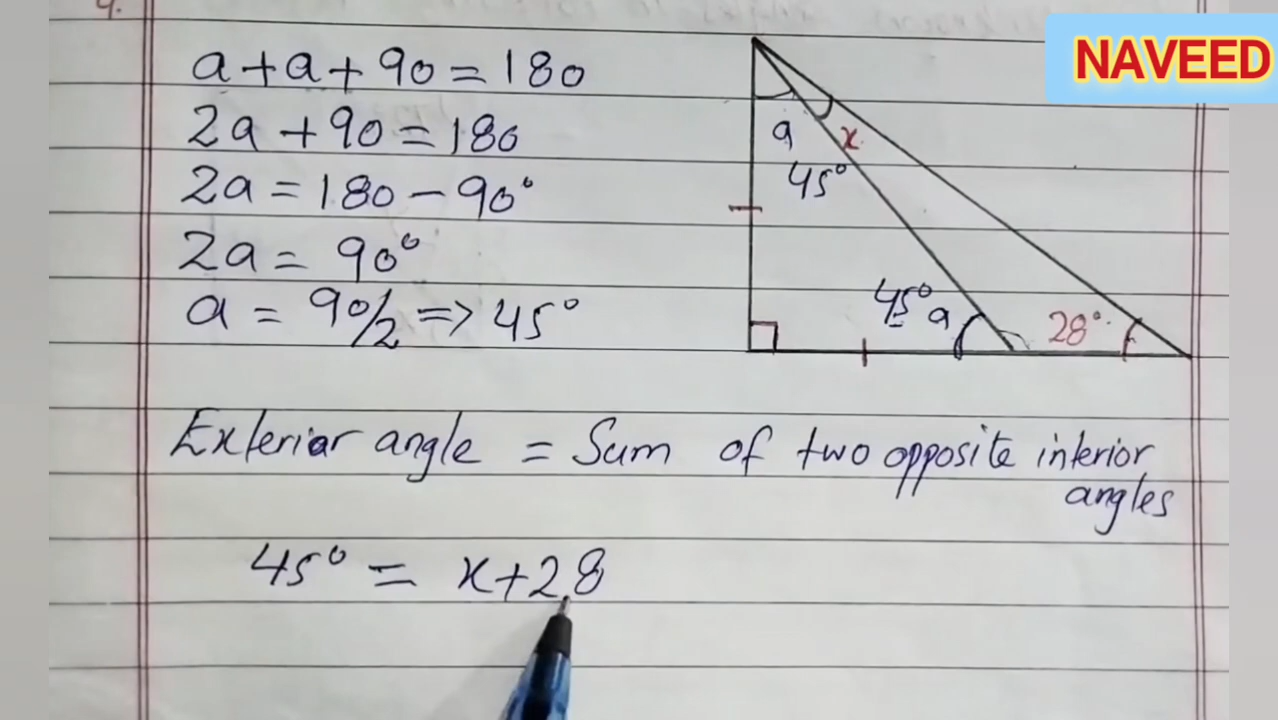 9.
NAVEED
a + a + 90 = 180
2a + 90 = 180
2a = 180 - 90°
2a = 90°
a = 90/2 => 45°
a
x
45°
45° a
28°
Exterior angle = Sum of two opposite interior
angles
45° = x+28